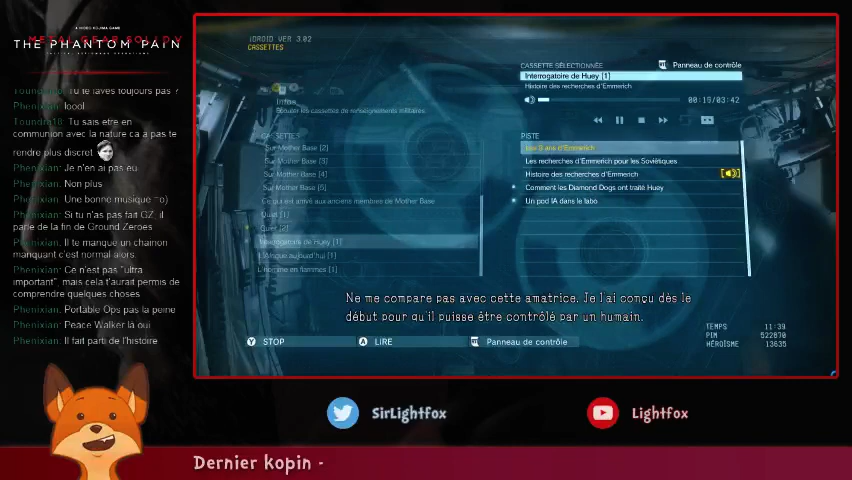 A HIDEO KOJIMA GAME
METAL GEAR SOLID V
THE PHANTOM PAIN
Tu te laves toujours pas ?
Phenixian: loool
Toundra18: Tu sais etre en
communion avec la nature ca a pas te
rendre plus discret
Phenixian: Je n'en ai pas eu
Phenixian: Non plus
Phenixian: Une bonne musique =o)
Phenixian: Si tu n'as pas fait GZ, il
parle de la fin de Ground Zeroes
Phenixian: Il te manque un chainon
manquant c'est normal alors.
Phenixian: Ce n'est pas "ultra
important", mais cela t'aurait permis de
comprendre quelques choses
Phenixian: Portable Ops pas la peine
Phenixian: Peace Walker là oui
Phenixian: Il fait parti de l'histoire
iDROID VER 3.02
CASSETTES
Infos
Écouter les cassettes de renseignements militaires.
CASSETTES
Sur Mother Base [2]
Sur Mother Base [3]
Sur Mother Base [4]
Sur Mother Base [5]
Ce qui est arrivé aux anciens membres de Mother Base
Quiet [1]
Quiet [2]
Interrogatoire de Huey [1]
L'Afrique aujourd'hui [1]
L'homme en flammes [1]
CASSETTE SÉLECTIONNÉE
Panneau de contrôle
Interrogatoire de Huey [1]
Histoire des recherches d'Emmerich
00:15/03:42
PISTE
Les 9 ans d'Emmerich
Les recherches d'Emmerich pour les Soviétiques
Histoire des recherches d'Emmerich
Comment les Diamond Dogs ont traité Huey
Un pod IA dans le labo
Ne me compare pas avec cette amatrice. Je l'ai conçu dès le
début pour qu'il puisse être contrôlé par un humain.
Y STOP
A LIRE
Panneau de contrôle
TEMPS 11:39
PIM 522870
HÉROÏSME 13635
SirLightfox
Lightfox
Dernier kopin -